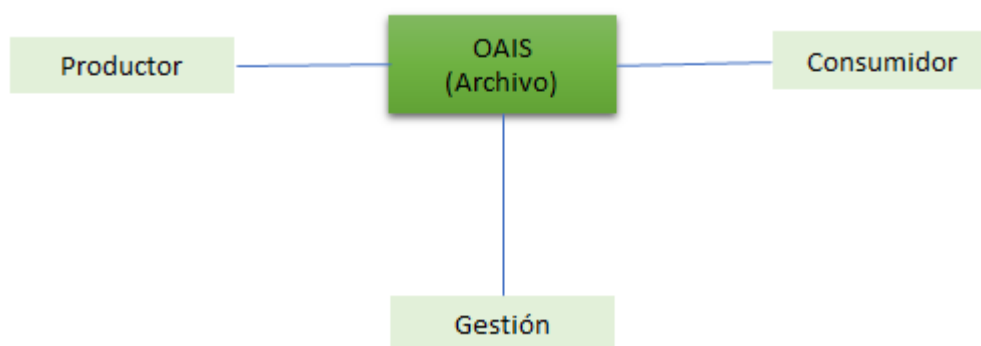 Productor
OAIS
(Archivo)
Consumidor
Gestión